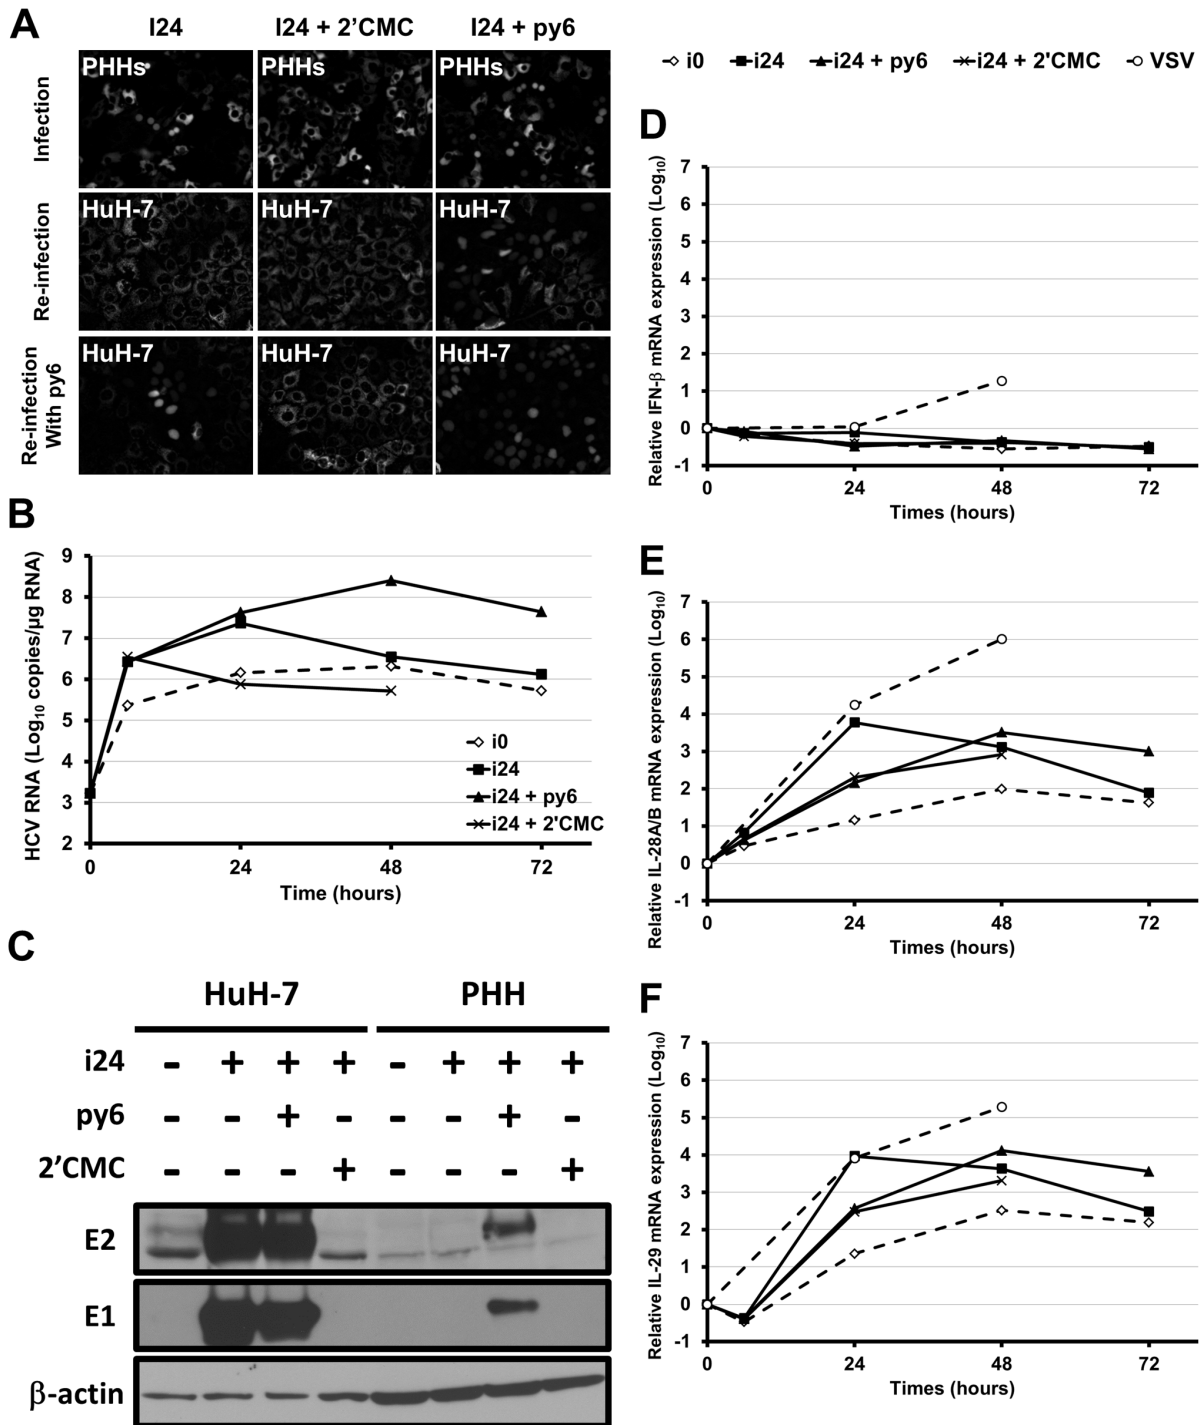 A
I24
I24 + 2'CMC
I24 + py6
Infection
PHHs
PHHs
PHHs
Re-infection
HuH-7
HuH-7
HuH-7
Re-infection
With py6
HuH-7
HuH-7
HuH-7
B
HCV RNA (Log10 copies/µg RNA)
9
8
7
6
5
4
3
2
i0
i24
i24 + py6
i24 + 2'CMC
0
24
48
72
Time (hours)
C
HuH-7
PHH
i24
- + + + - + + +
py6
- - + - - - + -
2’CMC
- - - + - - - +
E2
E1
β-actin
i0
i24
i24 + py6
i24 + 2'CMC
VSV
D
Relative IFN-β mRNA expression (Log10)
7
6
5
4
3
2
1
0
-1
0
24
48
72
Times (hours)
E
Relative IL-28A/B mRNA expression (Log10)
7
6
5
4
3
2
1
0
-1
0
24
48
72
Times (hours)
F
Relative IL-29 mRNA expression (Log10)
7
6
5
4
3
2
1
0
-1
0
24
48
72
Times (hours)